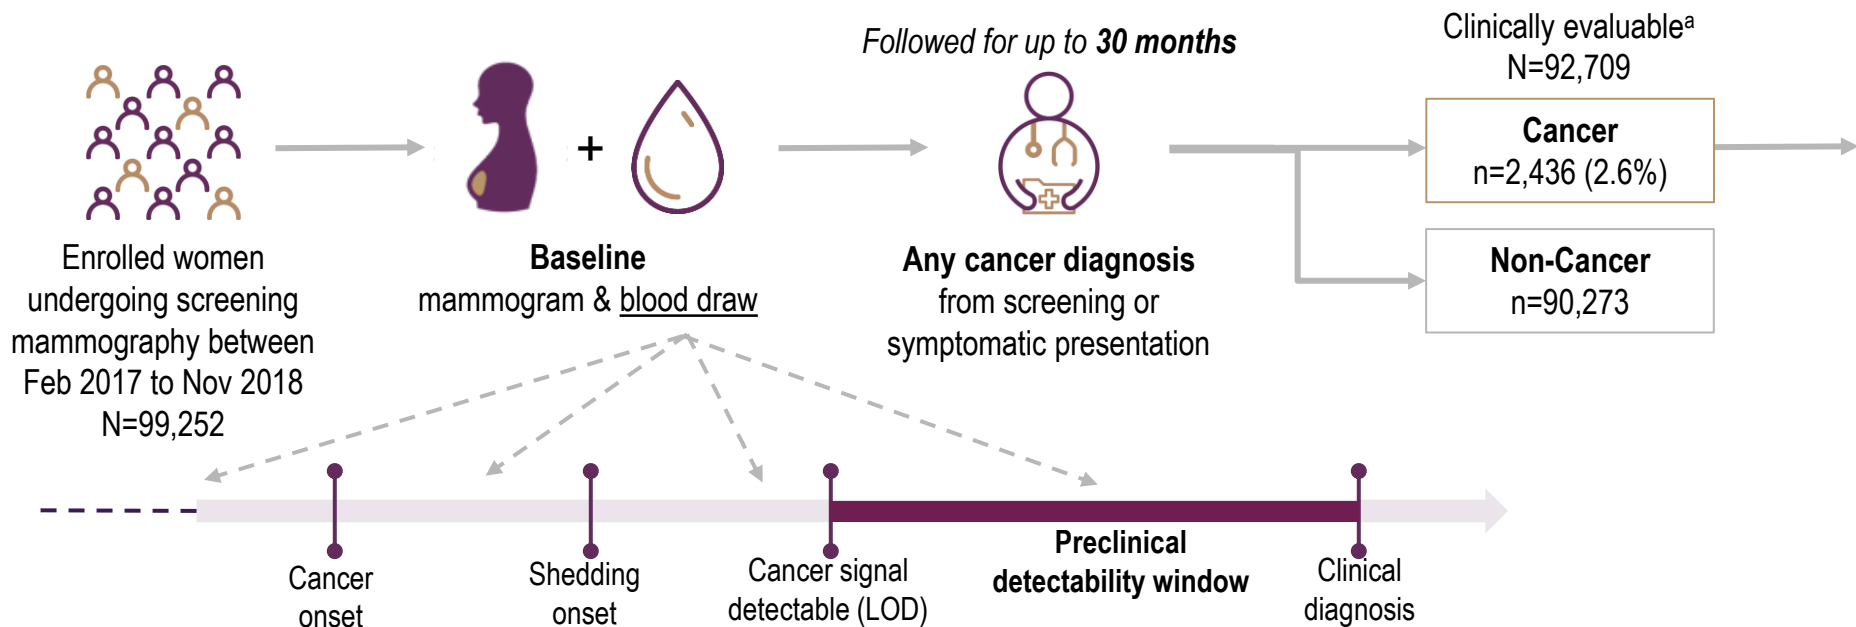 Enrolled women
undergoing screening
mammography between
Feb 2017 to Nov 2018
N=99,252
+
Baseline
mammogram & blood draw
Followed for up to 30 months
Any cancer diagnosis
from screening or
symptomatic presentation
Clinically evaluableᵃ
N=92,709
Cancer
n=2,436 (2.6%)
Non-Cancer
n=90,273
Cancer
onset
Shedding
onset
Cancer signal
detectable (LOD)
Preclinical
detectability window
Clinical
diagnosis